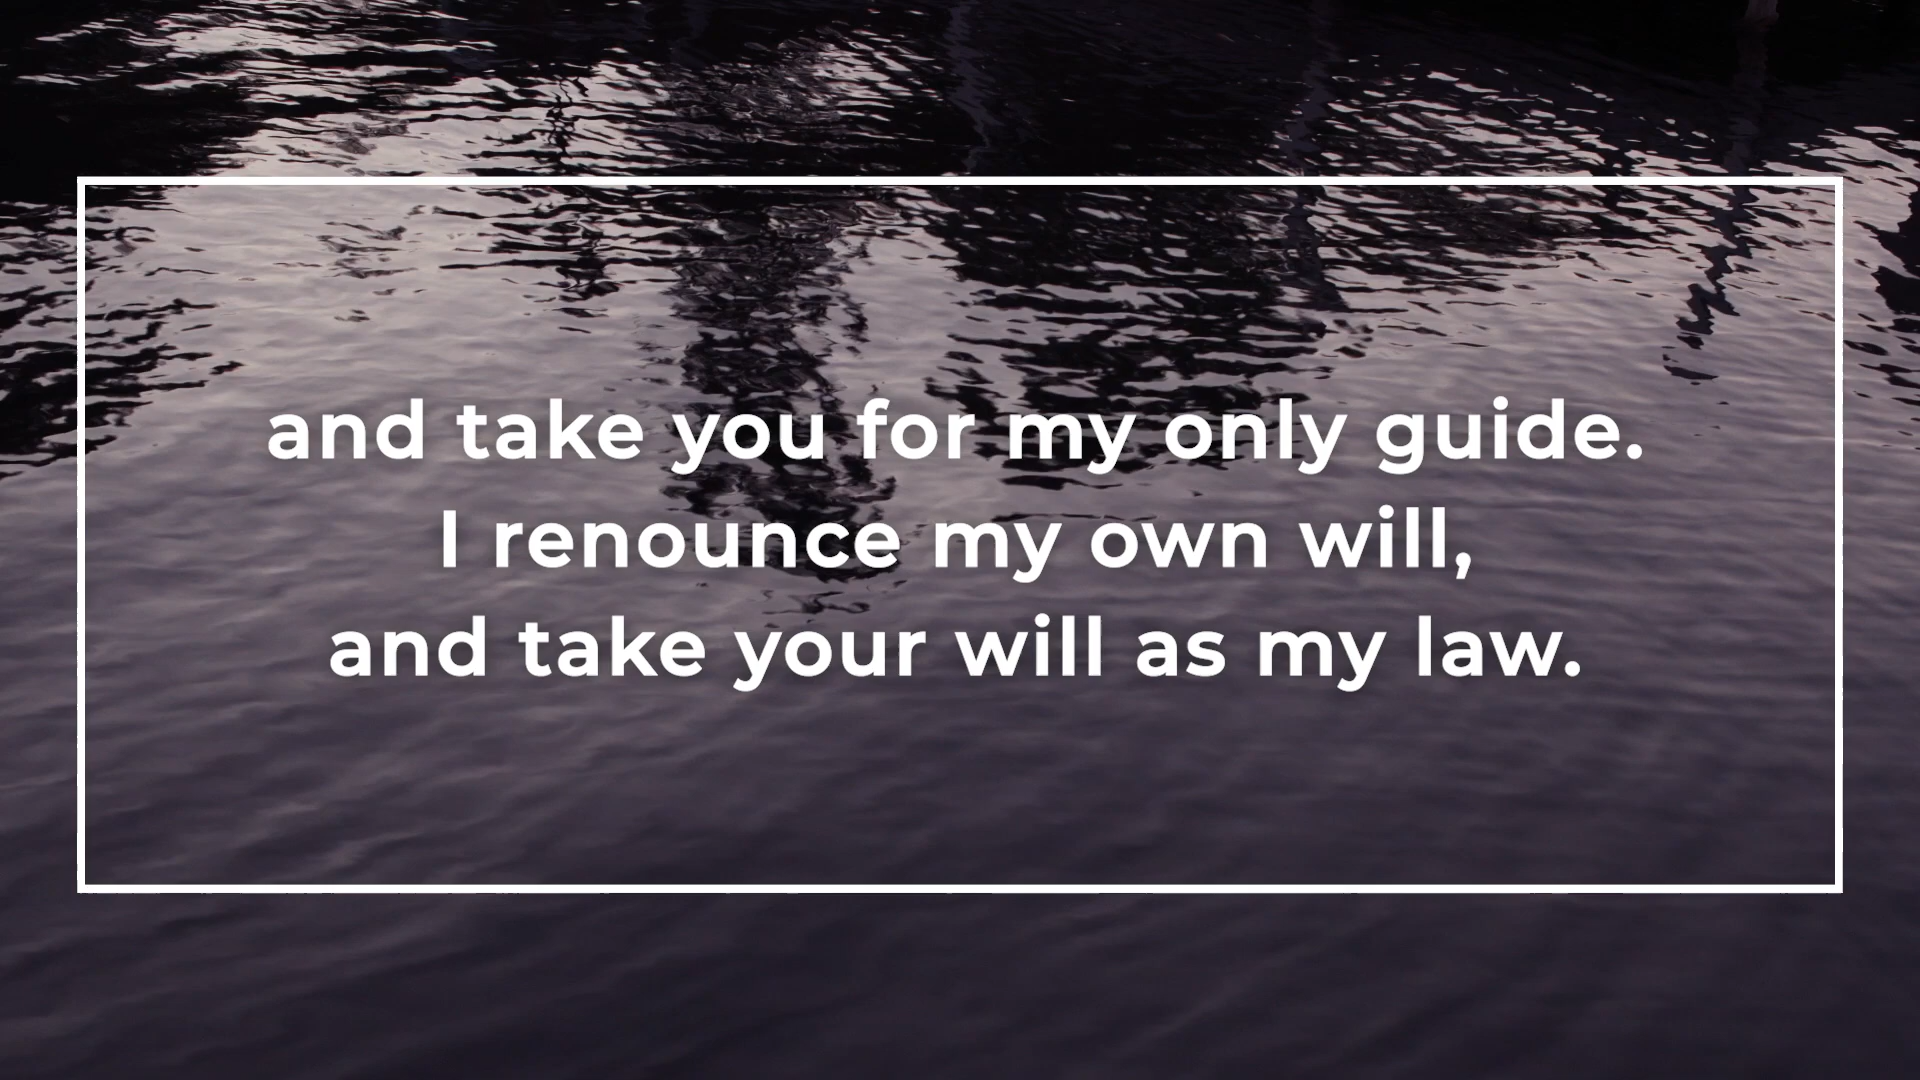 and take you for my only guide.
I renounce my own will,
and take your will as my law.